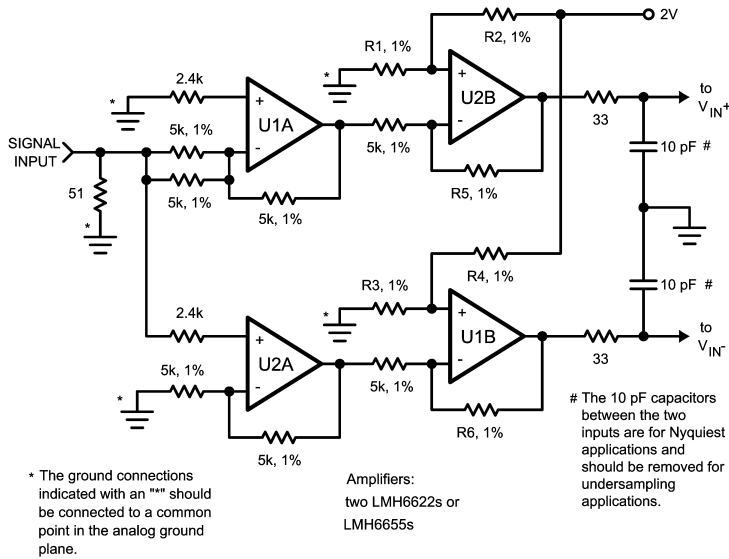 2V
R2, 1%
R1, 1%
*
2.4k
*
+
-
U1A
+
-
U2B
to
VIN+
33
SIGNAL
INPUT
5k, 1%
5k, 1%
10 pF #
51
5k, 1%
R5, 1%
5k, 1%
*
R4, 1%
R3, 1%
10 pF #
2.4k
*
+
-
U1B
+
-
U2A
to
VIN-
5k, 1%
33
5k, 1%
*
R6, 1%
5k, 1%
# The 10 pF capacitors
between the two
inputs are for Nyquiest
applications and
should be removed for
undersampling
applications.
* The ground connections
indicated with an "*" should
be connected to a common
point in the analog ground
plane.
Amplifiers:
two LMH6622s or
LMH6655s